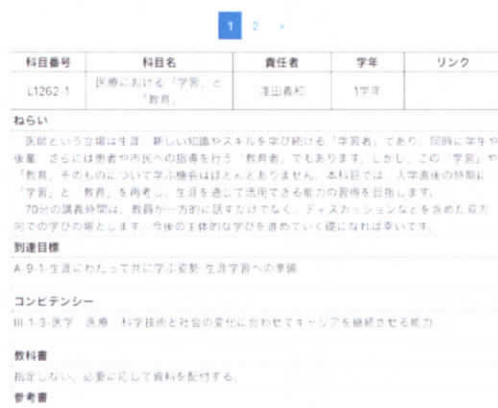 1 2 »
科目番号 科目名 責任者 学年 リンク
L1262-1 医療における「学習」と「教育」 義和 1学年
ねらい
医師という立場は生涯 新しい知識やスキルを学び続ける「学習者」であり、同時に学生や
後輩 さらには患者や市民への指導を行う「教育者」でもあります。しかし、この「学習」や
「教育」そのものについて学ぶ機会はほとんどありません。本科目では、入学直後の時期に
「学習」と「教育」を再考し、生涯を通じて活用できる能力の習得を目指します。
70分の講義時間は、教員が一方的に話すだけでなく、ディスカッションなどを含めた双方
向での学びの場とします。今後の主体的な学びを進めていく礎になれば幸いです。
到達目標
A-9-1 生涯にわたって共に学ぶ姿勢 生涯学習への準備
コンピテンシー
III-1-3 医学 医療 科学技術と社会の変化に合わせてキャリアを継続させる能力
教科書
指定しない、必要に応じて資料を配付する。
参考書